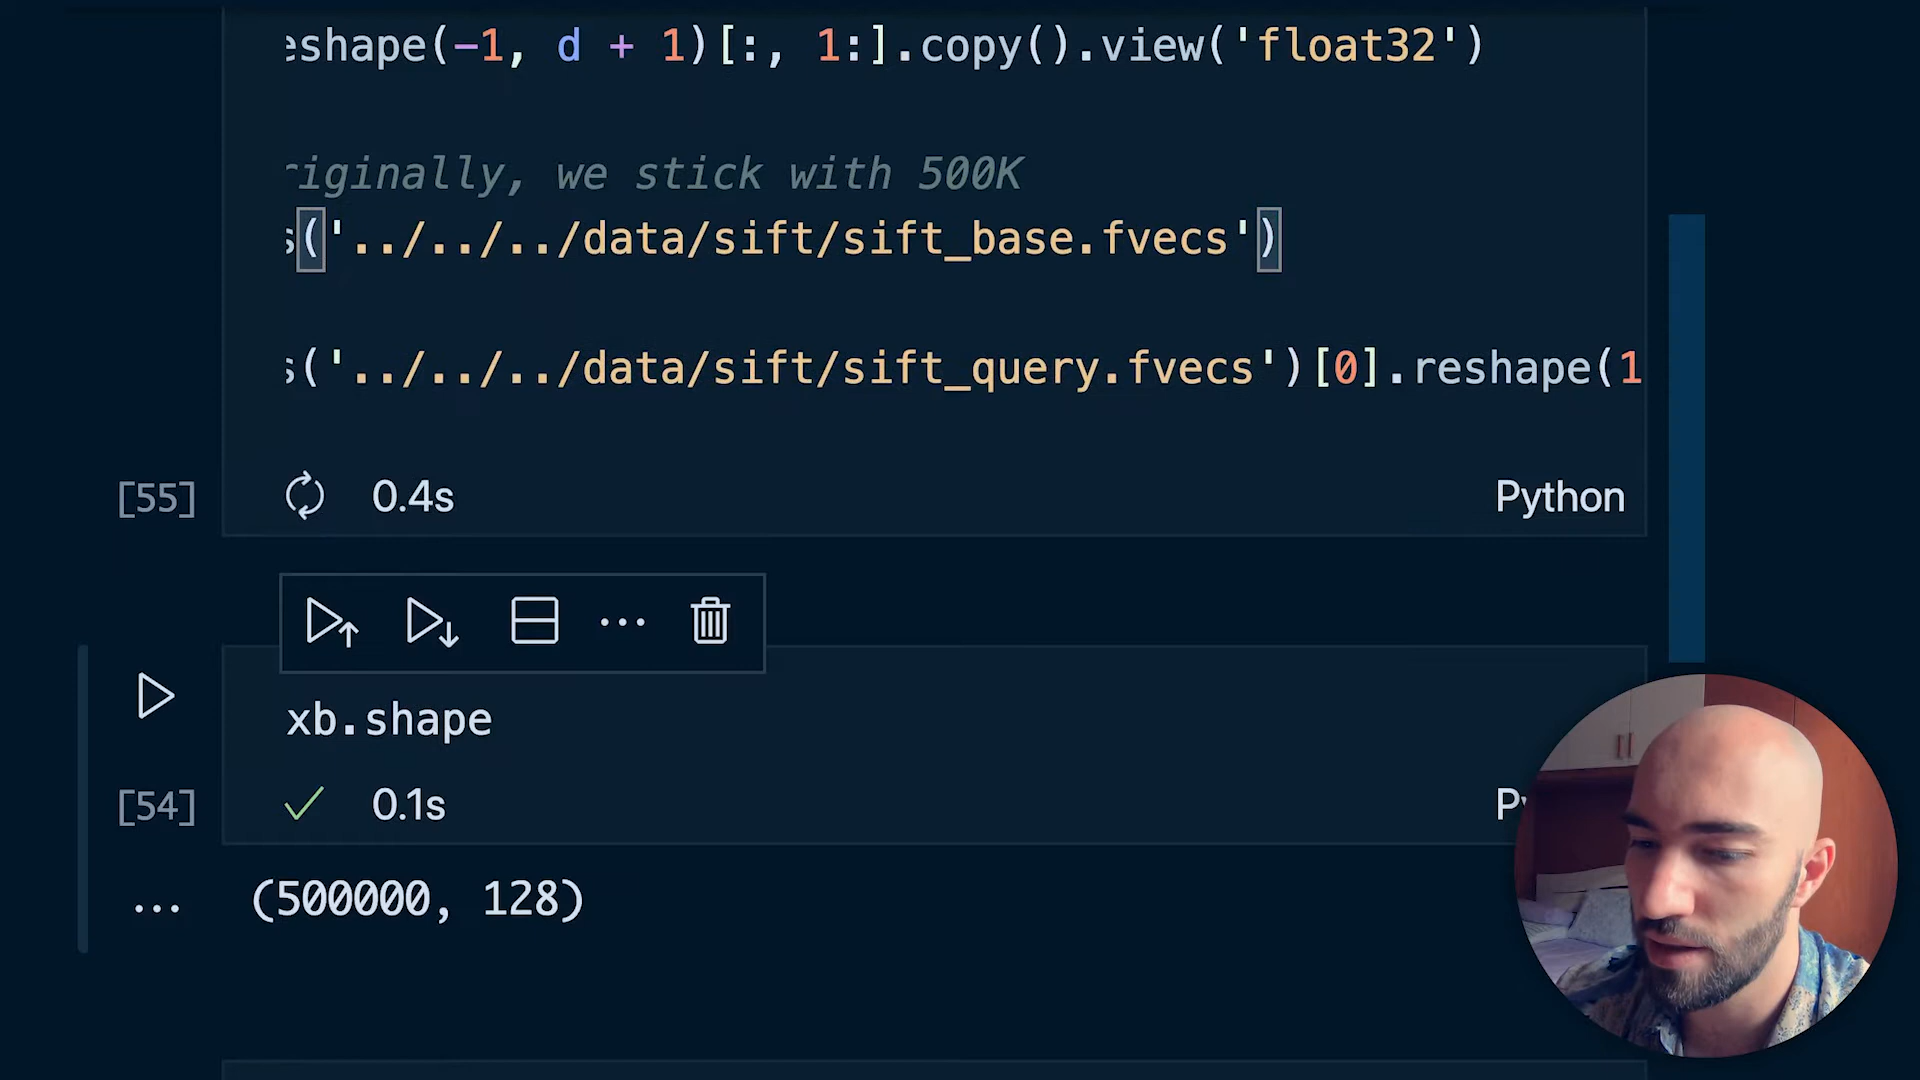 eshape(-1, d + 1)[:, 1:].copy().view('float32')
riginally, we stick with 500K
s('../../../data/sift/sift_base.fvecs')
s('../../../data/sift/sift_query.fvecs')[0].reshape(1
[55] 0.4s Python
xb.shape
[54] 0.1s Py
... (500000, 128)